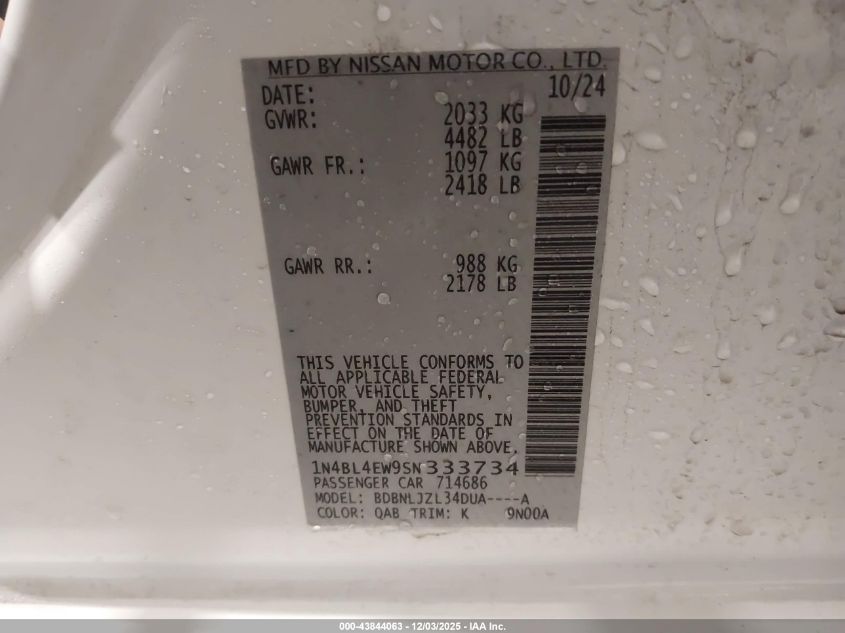 MFD BY NISSAN MOTOR CO., LTD.
DATE: 10/24
GVWR: 2033 KG
4482 LB
GAWR FR.: 1097 KG
2418 LB
GAWR RR.: 988 KG
2178 LB
THIS VEHICLE CONFORMS TO
ALL APPLICABLE FEDERAL
MOTOR VEHICLE SAFETY,
BUMPER, AND THEFT
PREVENTION STANDARDS IN
EFFECT ON THE DATE OF
MANUFACTURE SHOWN ABOVE.
1N4BL4EW9SN333734
PASSENGER CAR 714686
MODEL: BDBNLJZL34DUA----A
COLOR: QAB TRIM: K 9N00A
000-43844063 - 12/03/2025 - IAA Inc.